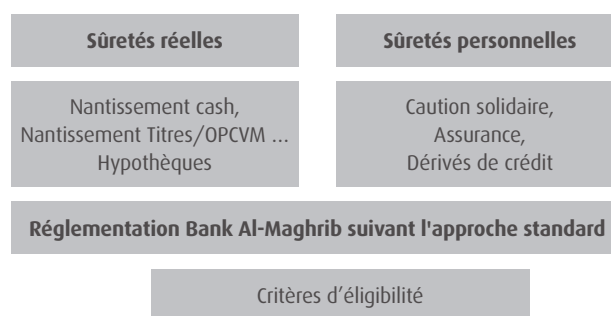 Sûretés réelles
Sûretés personnelles
Nantissement cash,
Nantissement Titres/OPCVM ...
Hypothèques
Caution solidaire,
Assurance,
Dérivés de crédit
Réglementation Bank Al-Maghrib suivant l'approche standard
Critères d’éligibilité